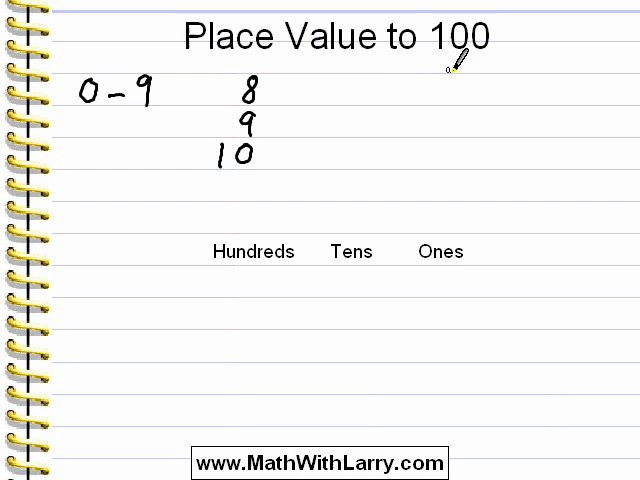 Place Value to 100
0 - 9 8
9
10
Hundreds Tens Ones
www.MathWithLarry.com